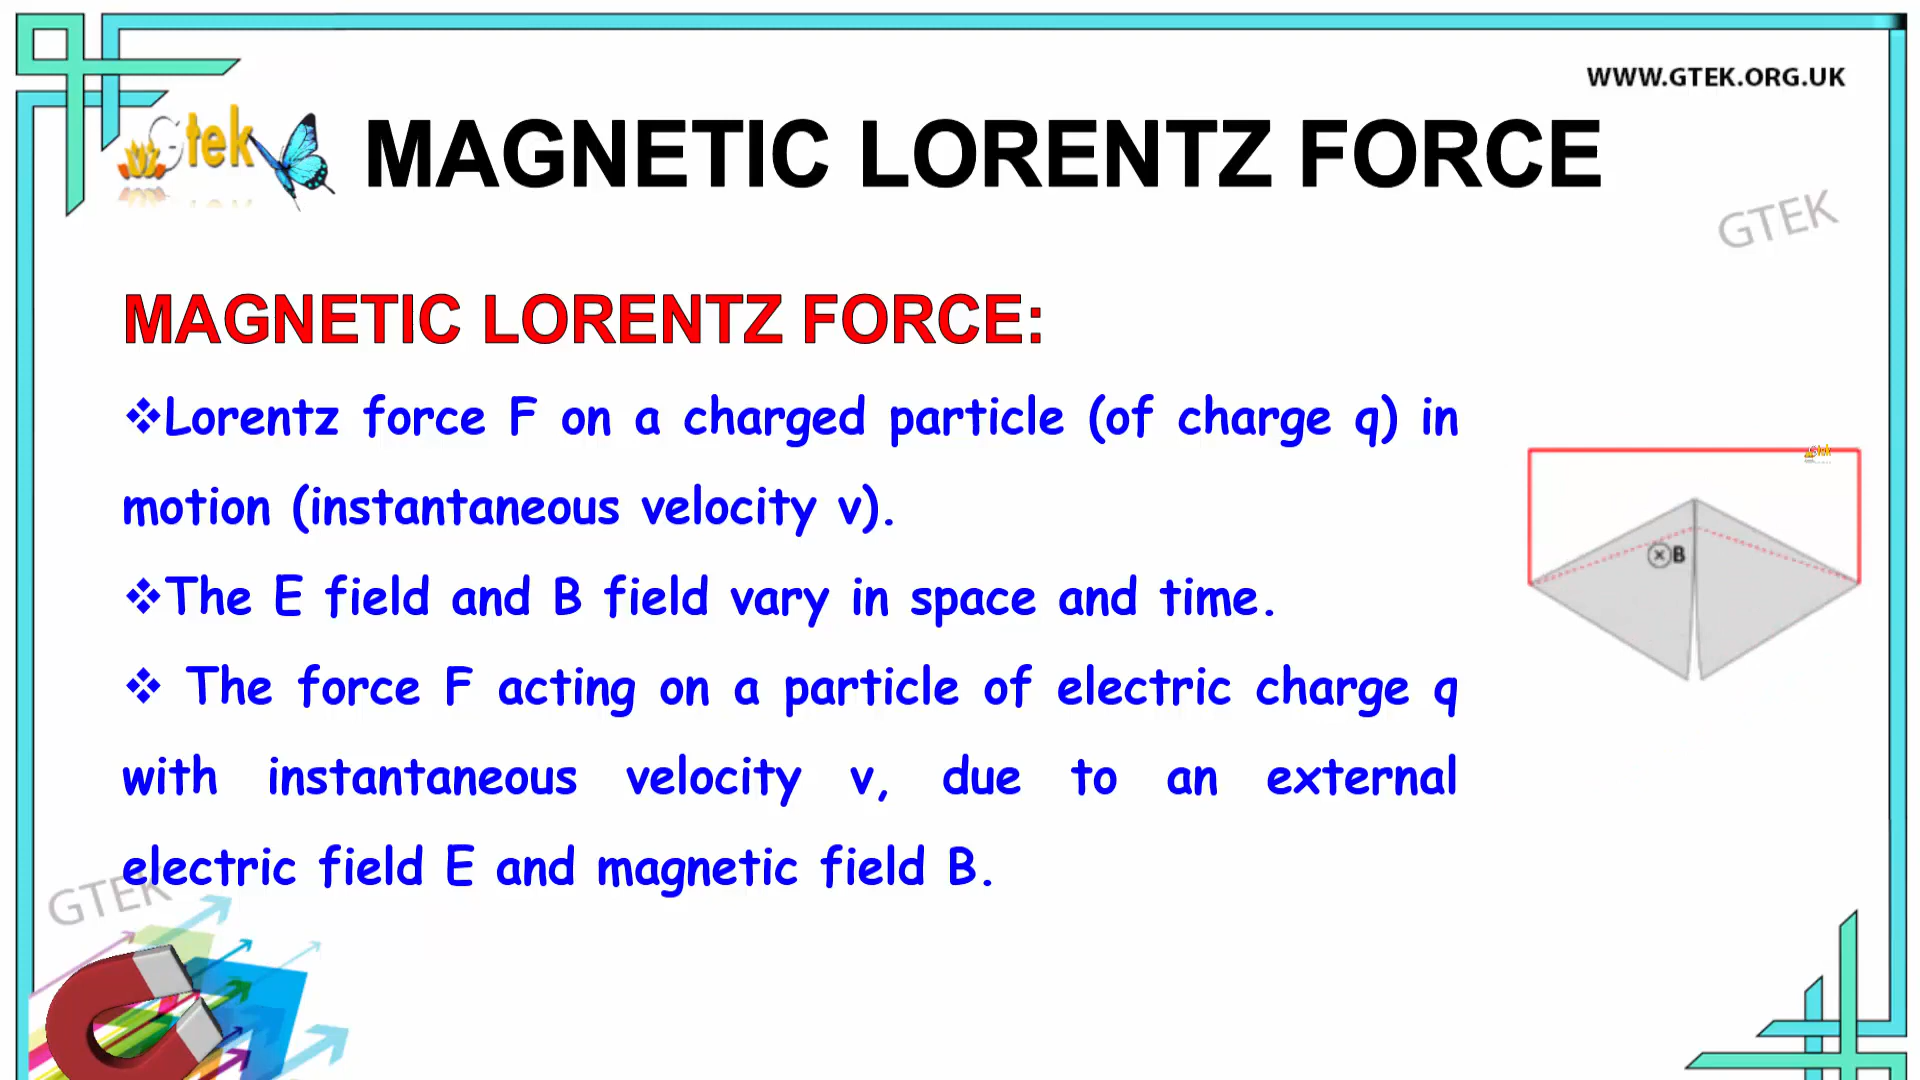 WWW.GTEK.ORG.UK
Gtek
MAGNETIC LORENTZ FORCE
GTEK
MAGNETIC LORENTZ FORCE:
❖Lorentz force F on a charged particle (of charge q) in
motion (instantaneous velocity v).
❖The E field and B field vary in space and time.
❖ The force F acting on a particle of electric charge q
with instantaneous velocity v, due to an external
electric field E and magnetic field B.
Gtek
B
GTEK